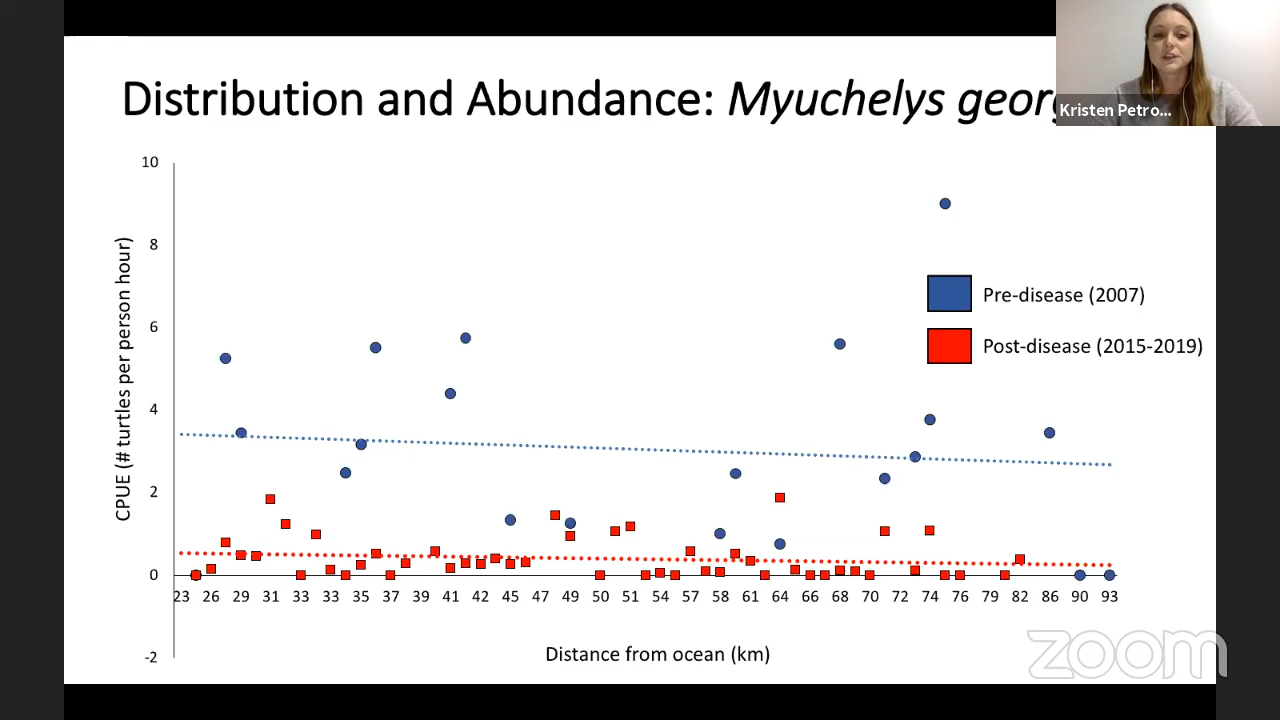 Distribution and Abundance: Myuchelys geor
Kristen Petro...
10
8
6
4
2
0
-2
CPUE (# turtles per person hour)
Pre-disease (2007)
Post-disease (2015-2019)
23 26 29 31 33 33 35 37 39 41 42 45 47 49 50 51 54 57 58 61 64 66 68 70 72 74 76 79 82 86 90 93
Distance from ocean (km)
zoom